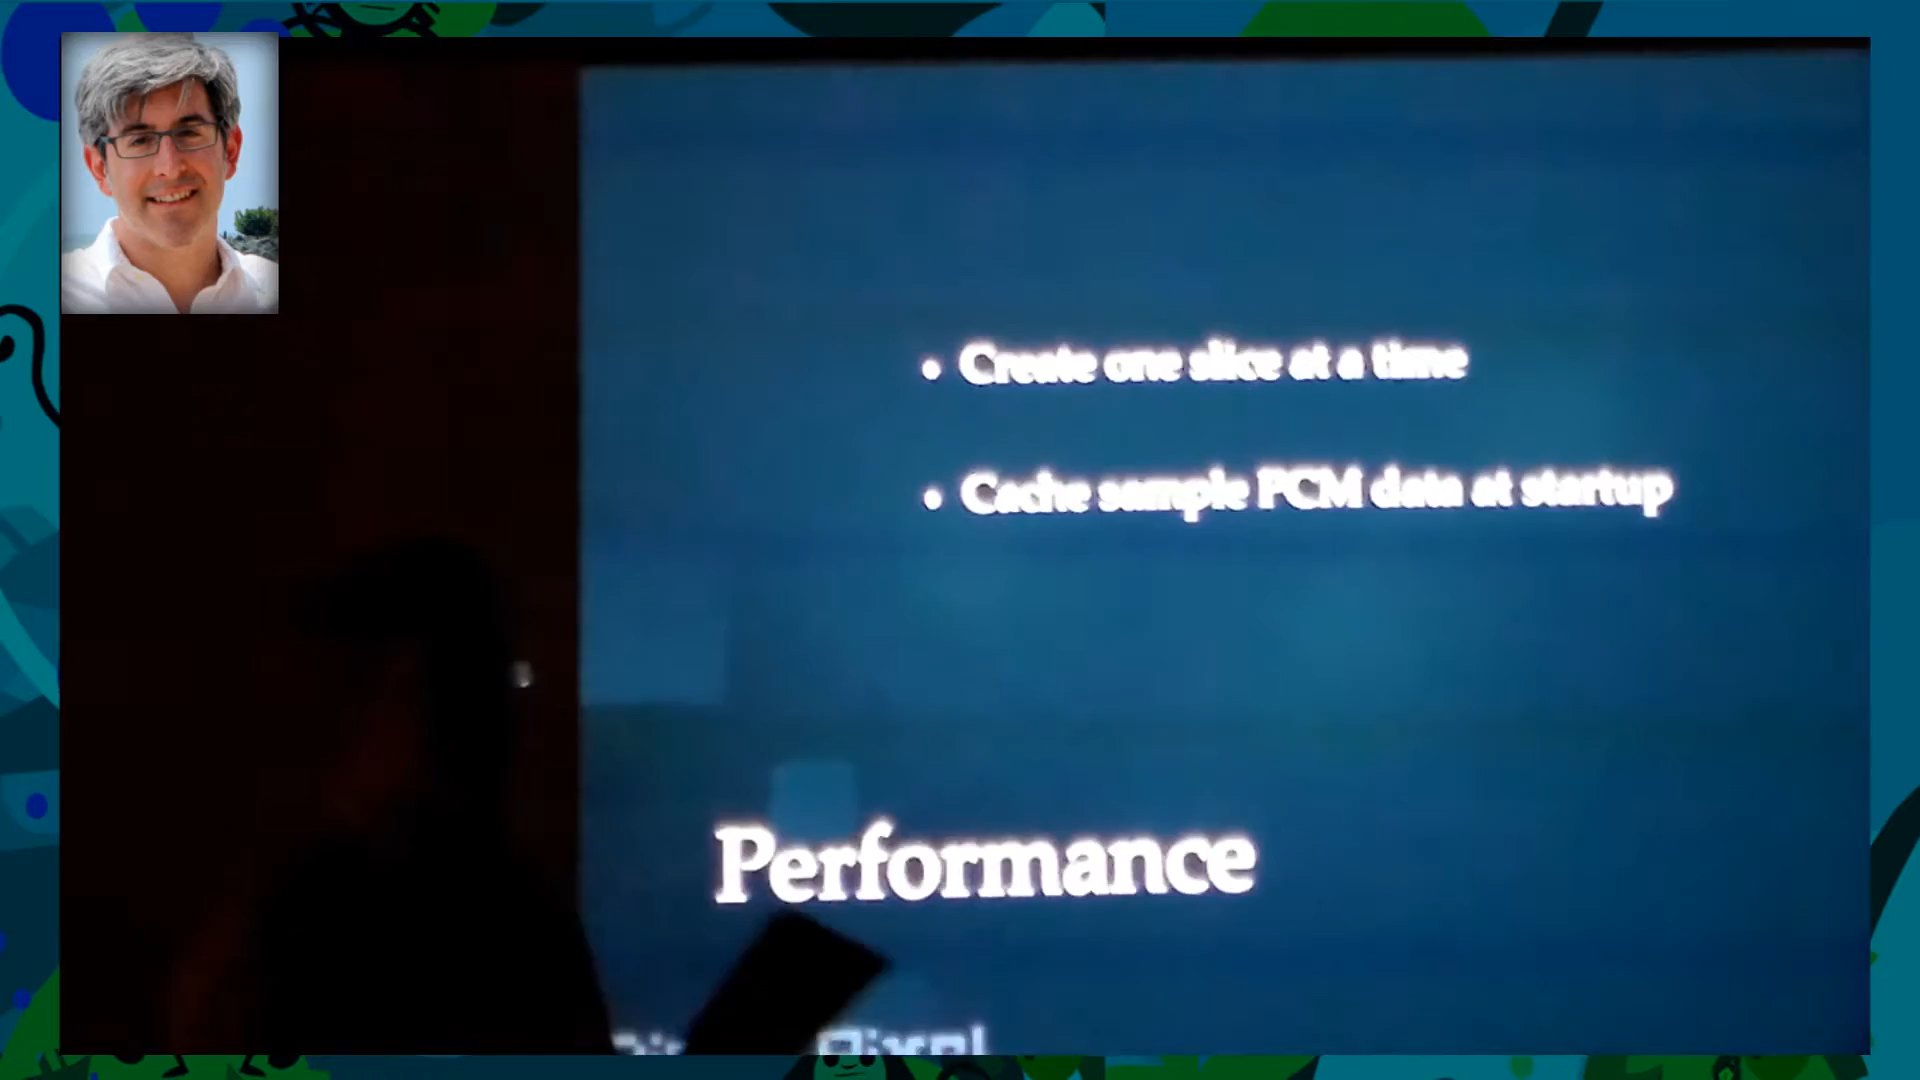 • Create one slice at a time
• Cache sample PCM data at startup
Performance